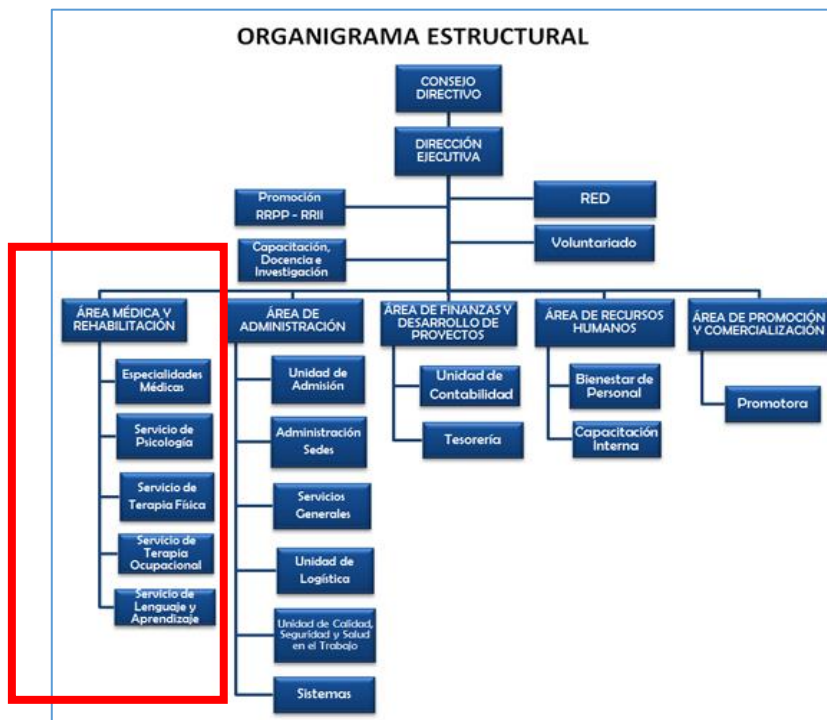 ORGANIGRAMA ESTRUCTURAL
CONSEJO
DIRECTIVO
DIRECCIÓN
EJECUTIVA
Promoción
RRPP - RRII
RED
Capacitación,
Docencia e
Investigación
Voluntariado
ÁREA MÉDICA Y
REHABILITACIÓN
Especialidades
Médicas
Servicio de
Psicología
Servicio de
Terapia Física
Servicio de
Terapia
Ocupacional
Servicio de
Lenguaje y
Aprendizaje
ÁREA DE
ADMINISTRACIÓN
Unidad de
Admisión
Administración
Sedes
Servicios
Generales
Unidad de
Logística
Unidad de Calidad,
Seguridad y Salud
en el Trabajo
Sistemas
ÁREA DE FINANZAS Y
DESARROLLO DE
PROYECTOS
Unidad de
Contabilidad
Tesorería
ÁREA DE RECURSOS
HUMANOS
Bienestar de
Personal
Capacitación
Interna
ÁREA DE PROMOCIÓN
Y COMERCIALIZACIÓN
Promotora